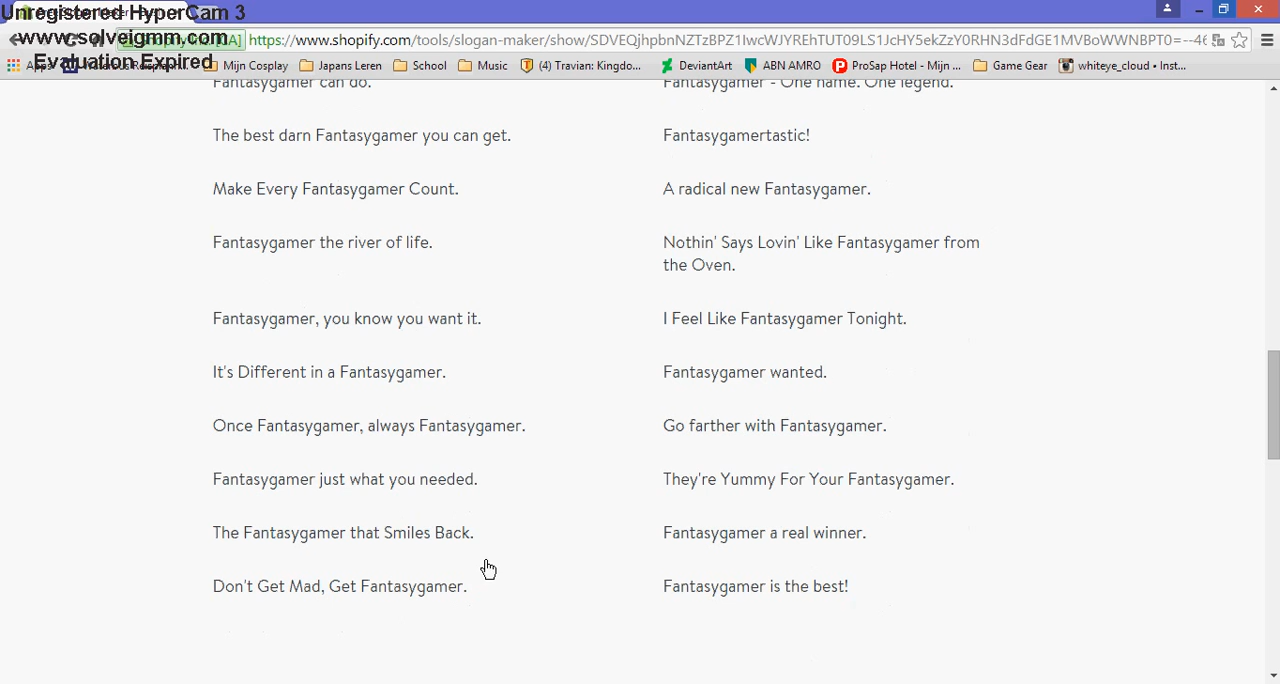 Unregistered HyperCam 3
www.solveigmm.com
Evaluation Expired
https://www.shopify.com/tools/slogan-maker/show/SDVEQjhpbnNZTzBPZ1IwcWJYREhTUT09LS1JcHY5ekZzY0RHN3dFdGE1MVBoWWNBPT0=--46
Mijn Cosplay
Japans Leren
School
Music
(4) Travian: Kingdo...
DeviantArt
ABN AMRO
ProSap Hotel - Mijn ...
Game Gear
whiteye_cloud • Inst...
Fantasygamer can do.
Fantasygamer - One name. One legend.
The best darn Fantasygamer you can get.
Fantasygamertastic!
Make Every Fantasygamer Count.
A radical new Fantasygamer.
Fantasygamer the river of life.
Nothin' Says Lovin' Like Fantasygamer from
the Oven.
Fantasygamer, you know you want it.
I Feel Like Fantasygamer Tonight.
It's Different in a Fantasygamer.
Fantasygamer wanted.
Once Fantasygamer, always Fantasygamer.
Go farther with Fantasygamer.
Fantasygamer just what you needed.
They're Yummy For Your Fantasygamer.
The Fantasygamer that Smiles Back.
Fantasygamer a real winner.
Don't Get Mad, Get Fantasygamer.
Fantasygamer is the best!